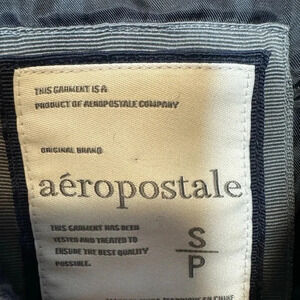 THIS GARMENT IS A
PRODUCT OF AEROPOSTALE COMPANY
ORIGINAL BRAND
aéropostale
THIS GARMENT HAS BEEN
TESTED AND TREATED TO
ENSURE THE BEST QUALITY
POSSIBLE.
S
P